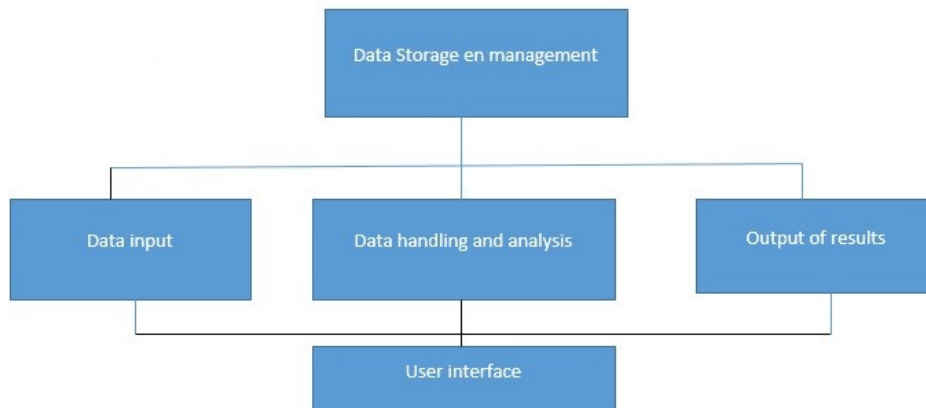 Data Storage en management
Data input
Data handling and analysis
Output of results
User interface